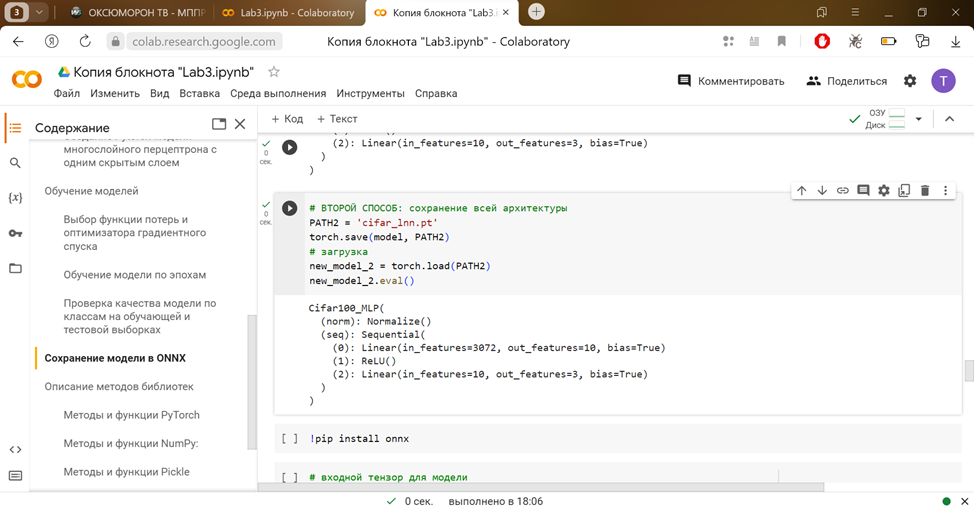 3
ОКСЮМОРОН ТВ - МППР
Lab3.ipynb - Colaboratory
Копия блокнота "Lab3.i
colab.research.google.com
Копия блокнота "Lab3.ipynb" - Colaboratory
Копия блокнота "Lab3.ipynb"
Файл Изменить Вид Вставка Среда выполнения Инструменты Справка
Комментировать
Поделиться
T
Содержание
+ Код + Текст
ОЗУ
Диск
многослойного перцептрона с
одним скрытым слоем
Обучение моделей
Выбор функции потерь и
оптимизатора градиентного
спуска
Обучение модели по эпохам
Проверка качества модели по
классам на обучающей и
тестовой выборках
Сохранение модели в ONNX
Описание методов библиотек
Методы и функции PyTorch
Методы и функции NumPy:
Методы и функции Pickle
0
сек.
(2): Linear(in_features=10, out_features=3, bias=True)
)
)
0
сек.
# ВТОРОЙ СПОСОБ: сохранение всей архитектуры
PATH2 = 'cifar_lnn.pt'
torch.save(model, PATH2)
# загрузка
new_model_2 = torch.load(PATH2)
new_model_2.eval()
Cifar100_MLP(
(norm): Normalize()
(seq): Sequential(
(0): Linear(in_features=3072, out_features=10, bias=True)
(1): ReLU()
(2): Linear(in_features=10, out_features=3, bias=True)
)
)
[ ] !pip install onnx
[ ] # входной тензор для модели
0 сек. выполнено в 18:06